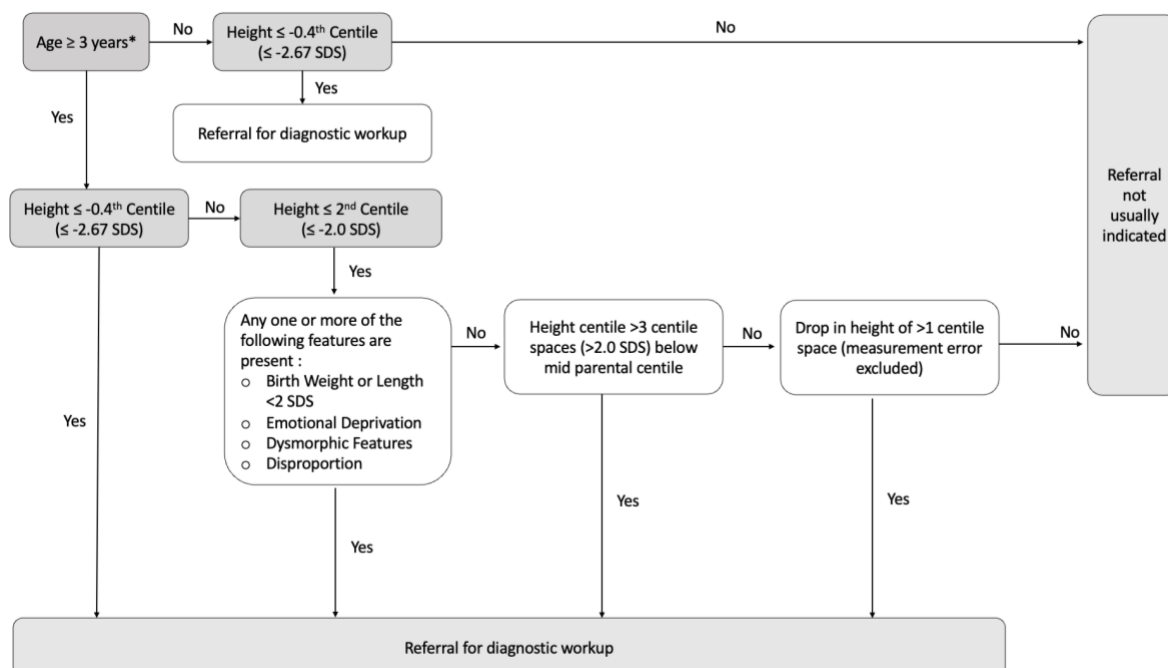 Age ≥ 3 years*
No
Height ≤ -0.4th Centile
(≤ -2.67 SDS)
No
Yes
Yes
Referral for diagnostic workup
Referral
not
usually
indicated
Height ≤ -0.4th Centile
(≤ -2.67 SDS)
No
Height ≤ 2nd Centile
(≤ -2.0 SDS)
Yes
Any one or more of the
following features are
present :
o Birth Weight or Length
<2 SDS
o Emotional Deprivation
o Dysmorphic Features
o Disproportion
No
Height centile >3 centile
spaces (>2.0 SDS) below
mid parental centile
No
Drop in height of >1 centile
space (measurement error
excluded)
No
Yes
Yes
Yes
Yes
Referral for diagnostic workup